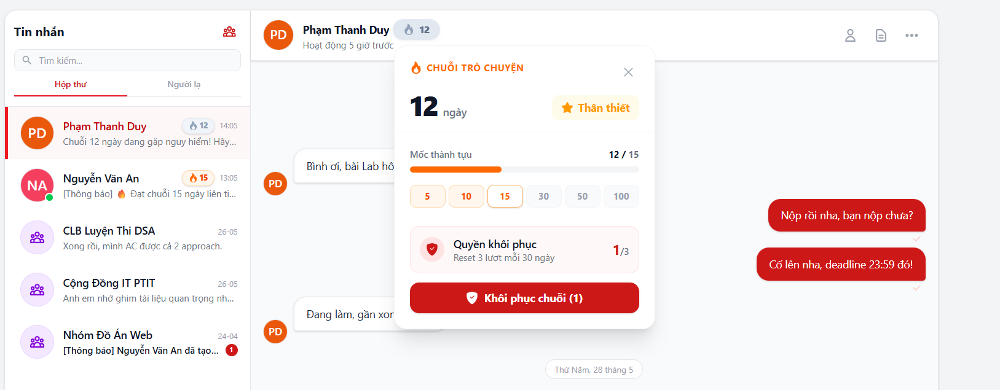 Tin nhắn
Tìm kiếm...
Hộp thư
Người lạ
PD
Phạm Thanh Duy
12
14:05
Chuỗi 12 ngày đang gặp nguy hiểm! Hãy...
NA
Nguyễn Văn An
15
13:05
[Thông báo] 🔥 Đạt chuỗi 15 ngày liên ti...
CLB Luyện Thi DSA
26-05
Xong rồi, mình AC được cả 2 approach.
Cộng Đồng IT PTIT
26-05
Anh em nhớ ghim tài liệu quan trọng nh...
Nhóm Đồ Án Web
24-04
[Thông báo] Nguyễn Văn An đã tạo...
1
PD
Phạm Thanh Duy
12
Hoạt động 5 giờ trước
CHUỖI TRÒ CHUYỆN
12 ngày
Thân thiết
Mốc thành tựu
12 / 15
5
10
15
30
50
100
Quyền khôi phục
Reset 3 lượt mỗi 30 ngày
1/3
Khôi phục chuỗi (1)
PD
Bình ơi, bài Lab hô
Nộp rồi nha, bạn nộp chưa?
Cố lên nha, deadline 23:59 đó!
PD
Đang làm, gần xon
Thứ Năm, 28 tháng 5